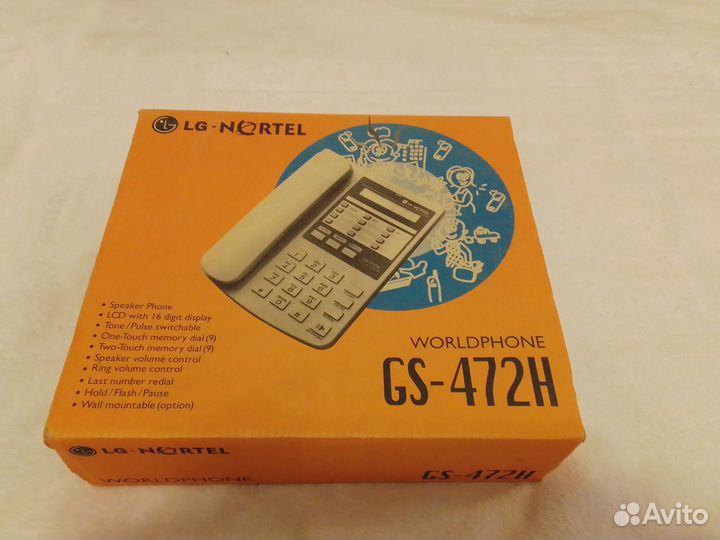 LG-NORTEL
LG NORTEL
• Speaker Phone
• LCD with 16 digit display
• Tone/Pulse switchable
• One-Touch memory dial (9)
• Two-Touch memory dial (9)
• Speaker volume control
• Ring volume control
• Last number redial
• Hold/Flash/Pause
• Wall mountable (option)
WORLDPHONE
GS-472H
LG-NORTEL
GS-472H
WORLDPHONE
Avito